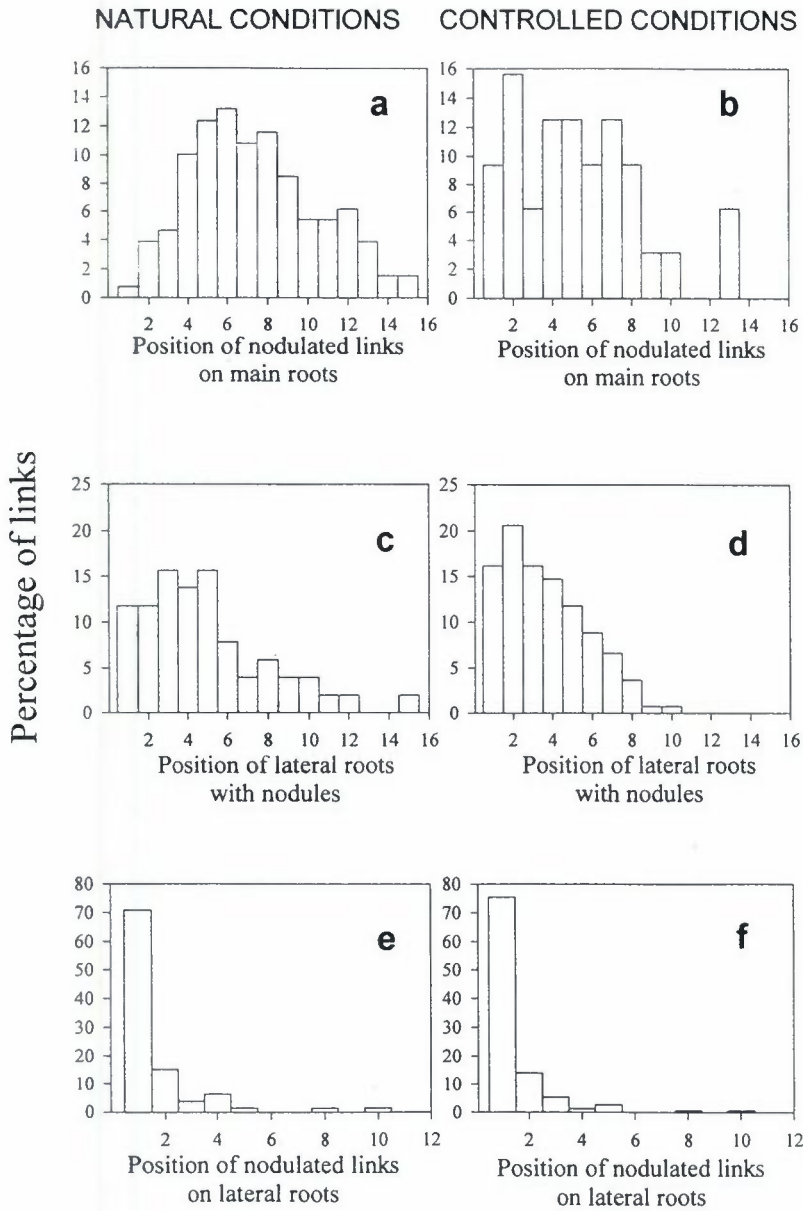 NATURAL CONDITIONS
CONTROLLED CONDITIONS
16
14
12
10
8
6
4
2
0
a
2 4 6 8 10 12 14 16
Position of nodulated links
on main roots
16
14
12
10
8
6
4
2
0
b
2 4 6 8 10 12 14 16
Position of nodulated links
on main roots
Percentage of links
25
20
15
10
5
0
c
2 4 6 8 10 12 14 16
Position of lateral roots
with nodules
25
20
15
10
5
0
d
2 4 6 8 10 12 14 16
Position of lateral roots
with nodules
80
70
60
50
40
30
20
10
0
e
2 4 6 8 10 12
Position of nodulated links
on lateral roots
80
70
60
50
40
30
20
10
0
f
2 4 6 8 10 12
Position of nodulated links
on lateral roots